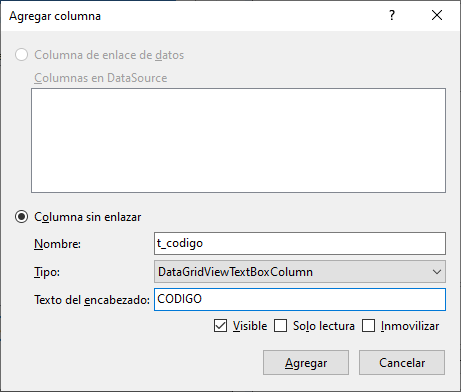 Agregar columna
Columna de enlace de datos
Columnas en DataSource
Columna sin enlazar
Nombre: t_codigo
Tipo: DataGridViewTextBoxColumn
Texto del encabezado: CODIGO
Visible Solo lectura Inmovilizar
Agregar Cancelar